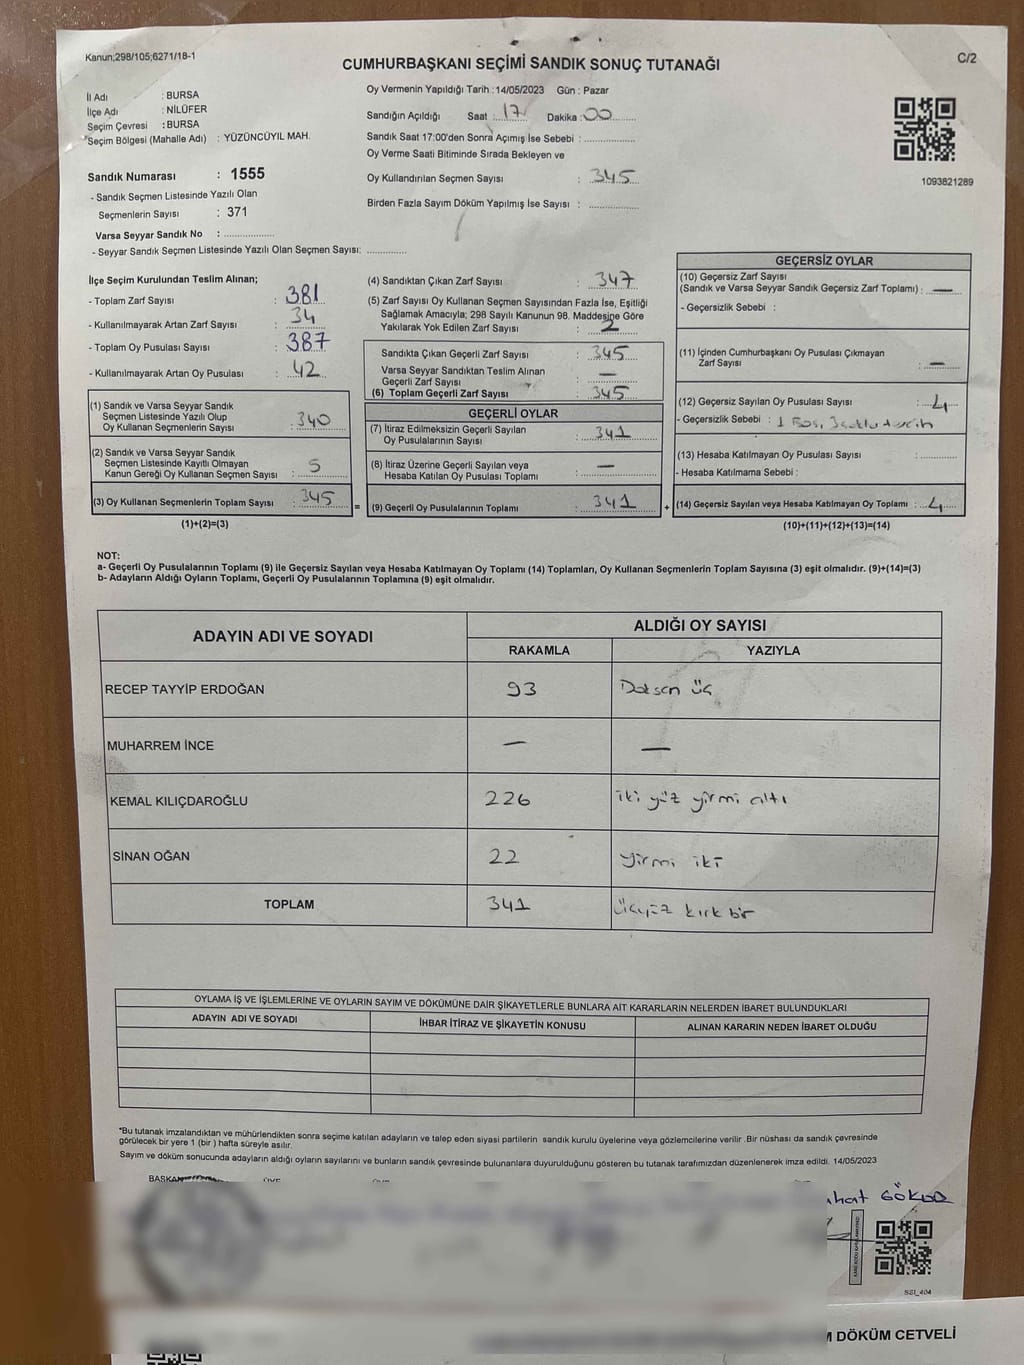 Kanun;298/105;6271/18-1
C/2
CUMHURBAŞKANI SEÇİMİ SANDIK SONUÇ TUTANAĞI
İl Adı : BURSA
İlçe Adı : NİLÜFER
Seçim Çevresi : BURSA
Seçim Bölgesi (Mahalle Adı) : YÜZÜNCÜYIL MAH.
Sandık Numarası : 1555
- Sandık Seçmen Listesinde Yazılı Olan
Seçmenlerin Sayısı : 371
Varsa Seyyar Sandık No : ................
- Seyyar Sandık Seçmen Listesinde Yazılı Olan Seçmen Sayısı: ............
Oy Vermenin Yapıldığı Tarih :14/05/2023 Gün : Pazar
Sandığın Açıldığı Saat : 17 Dakika : 00
Sandık Saat 17:00'den Sonra Açımış İse Sebebi : ................
Oy Verme Saati Bitiminde Sırada Bekleyen ve
Oy Kullandırılan Seçmen Sayısı : 345
Birden Fazla Sayım Döküm Yapılmış İse Sayısı : ................
1093821289
İlçe Seçim Kurulundan Teslim Alınan;
- Toplam Zarf Sayısı : 381
- Kullanılmayarak Artan Zarf Sayısı : 34
- Toplam Oy Pusulası Sayısı : 387
- Kullanılmayarak Artan Oy Pusulası : 42
(1) Sandık ve Varsa Seyyar Sandık
Seçmen Listesinde Yazılı Olup
Oy Kullanan Seçmenlerin Sayısı : 340
(2) Sandık ve Varsa Seyyar Sandık
Seçmen Listesinde Kayıtlı Olmayan
Kanun Gereği Oy Kullanan Seçmen Sayısı : 5
(3) Oy Kullanan Seçmenlerin Toplam Sayısı : 345
(1)+(2)=(3)
(4) Sandıktan Çıkan Zarf Sayısı : 347
(5) Zarf Sayısı Oy Kullanan Seçmen Sayısından Fazla İse, Eşitliği
Sağlamak Amacıyla; 298 Sayılı Kanunun 98. Maddesine Göre
Yakılarak Yok Edilen Zarf Sayısı : 2
Sandıkta Çıkan Geçerli Zarf Sayısı : 345
Varsa Seyyar Sandıktan Teslim Alınan
Geçerli Zarf Sayısı : —
(6) Toplam Geçerli Zarf Sayısı : 345
GEÇERLİ OYLAR
(7) İtiraz Edilmeksizin Geçerli Sayılan
Oy Pusulalarının Sayısı : 341
(8) İtiraz Üzerine Geçerli Sayılan veya
Hesaba Katılan Oy Pusulası Toplamı : —
= (9) Geçerli Oy Pusulalarının Toplamı : 341 +
GEÇERSİZ OYLAR
(10) Geçersiz Zarf Sayısı
(Sandık ve Varsa Seyyar Sandık Geçersiz Zarf Toplamı) : —
- Geçersizlik Sebebi :
(11) İçinden Cumhurbaşkanı Oy Pusulası Çıkmayan
Zarf Sayısı : —
(12) Geçersiz Sayılan Oy Pusulası Sayısı : 4
- Geçersizlik Sebebi : 1 Boş,
(13) Hesaba Katılmayan Oy Pusulası Sayısı : ............
- Hesaba Katılmama Sebebi :
(14) Geçersiz Sayılan veya Hesaba Katılmayan Oy Toplamı : 4
(10)+(11)+(12)+(13)=(14)
NOT:
a- Geçerli Oy Pusulalarının Toplamı (9) ile Geçersiz Sayılan veya Hesaba Katılmayan Oy Toplamı (14) Toplamları, Oy Kullanan Seçmenlerin Toplam Sayısına (3) eşit olmalıdır. (9)+(14)=(3)
b- Adayların Aldığı Oyların Toplamı, Geçerli Oy Pusulalarının Toplamına (9) eşit olmalıdır.
ADAYIN ADI VE SOYADI
ALDIĞI OY SAYISI
RAKAMLA YAZIYLA
RECEP TAYYİP ERDOĞAN 93 Doksan üç
MUHARREM İNCE — —
KEMAL KILIÇDAROĞLU 226 iki yüz yirmi altı
SİNAN OĞAN 22 yirmi iki
TOPLAM 341 üçyüz kırk bir
OYLAMA İŞ VE İŞLEMLERİNE VE OYLARIN SAYIM VE DÖKÜMÜNE DAİR ŞİKAYETLERLE BUNLARA AİT KARARLARIN NELERDEN İBARET BULUNDUKLARI
ADAYIN ADI VE SOYADI İHBAR İTİRAZ VE ŞİKAYETİN KONUSU ALINAN KARARIN NEDEN İBARET OLDUĞU
*Bu tutanak imzalandıktan ve mühürlendikten sonra seçime katılan adayların ve talep eden siyasi partilerin sandık kurulu üyelerine veya gözlemcilerine verilir .Bir nüshası da sandık çevresinde
görülecek bir yere 1 (bir ) hafta süreyle asılır.
Sayım ve döküm sonucunda adayların aldığı oyların sayılarını ve bunların sandık çevresinde bulunanlara duyurulduğunu gösteren bu tutanak tarafımızdan düzenlenerek imza edildi. 14/05/2023
BAŞKAN
SS1_404
DÖKÜM CETVELİ